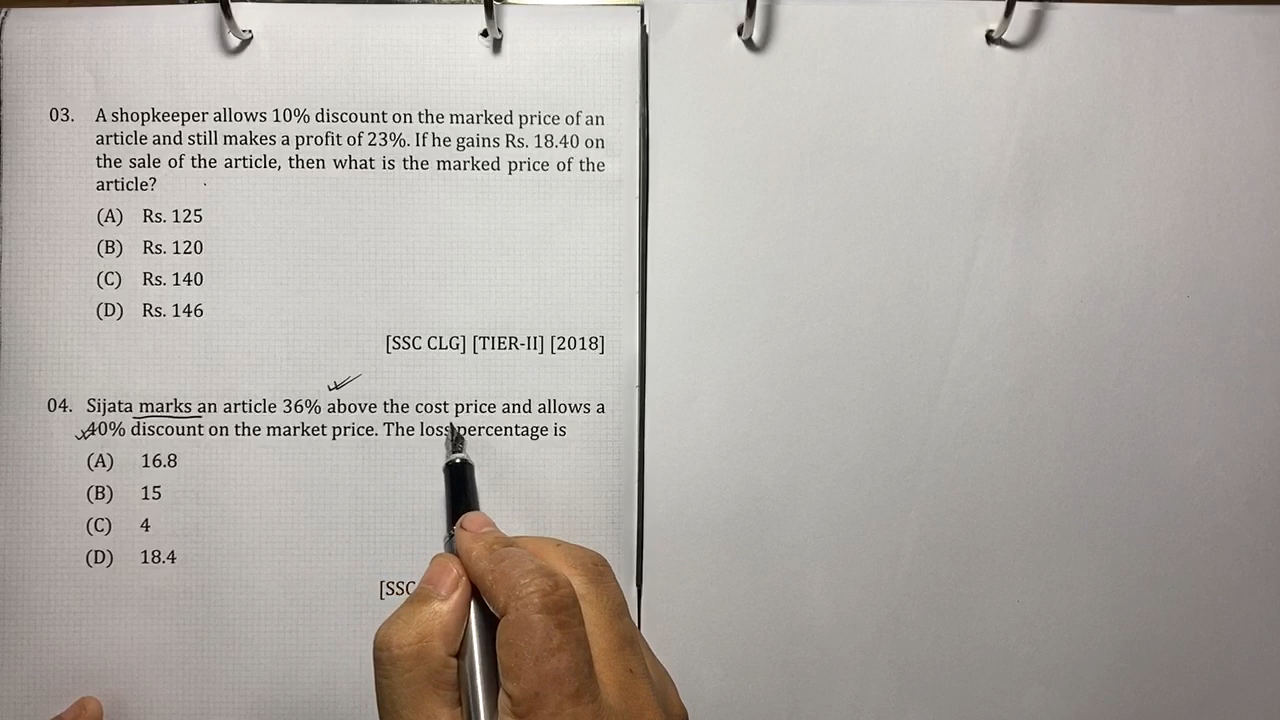 03. A shopkeeper allows 10% discount on the marked price of an
article and still makes a profit of 23%. If he gains Rs. 18.40 on
the sale of the article, then what is the marked price of the
article?
(A) Rs. 125
(B) Rs. 120
(C) Rs. 140
(D) Rs. 146
[SSC CLG] [TIER-II] [2018]
04. Sijata marks an article 36% above the cost price and allows a
40% discount on the market price. The loss percentage is
(A) 16.8
(B) 15
(C) 4
(D) 18.4
[SSC